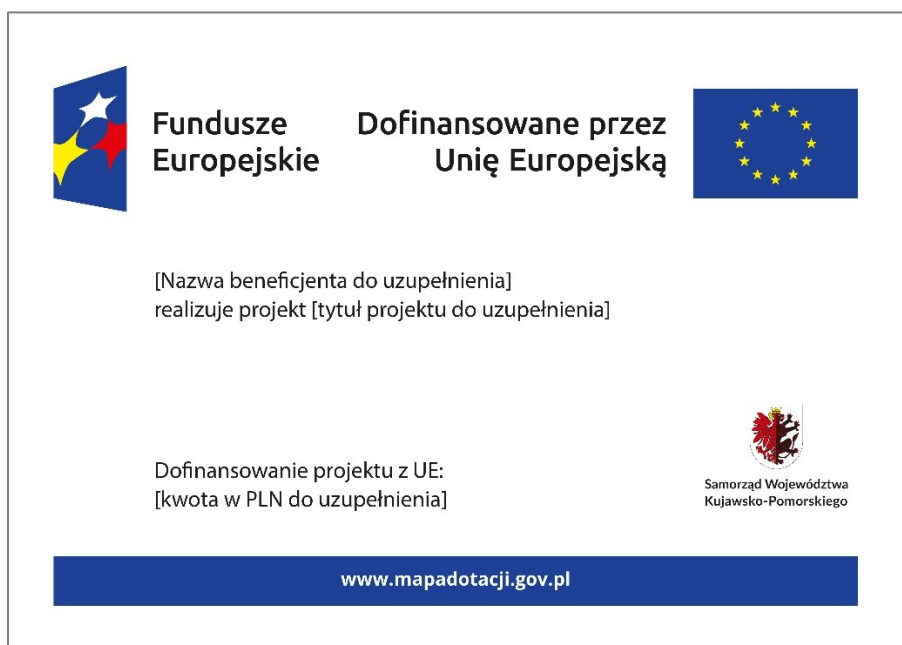 Fundusze
Europejskie
Dofinansowane przez
Unię Europejską
[Nazwa beneficjenta do uzupełnienia]
realizuje projekt [tytuł projektu do uzupełnienia]
Dofinansowanie projektu z UE:
[kwota w PLN do uzupełnienia]
Samorząd Województwa
Kujawsko-Pomorskiego
www.mapadotacji.gov.pl